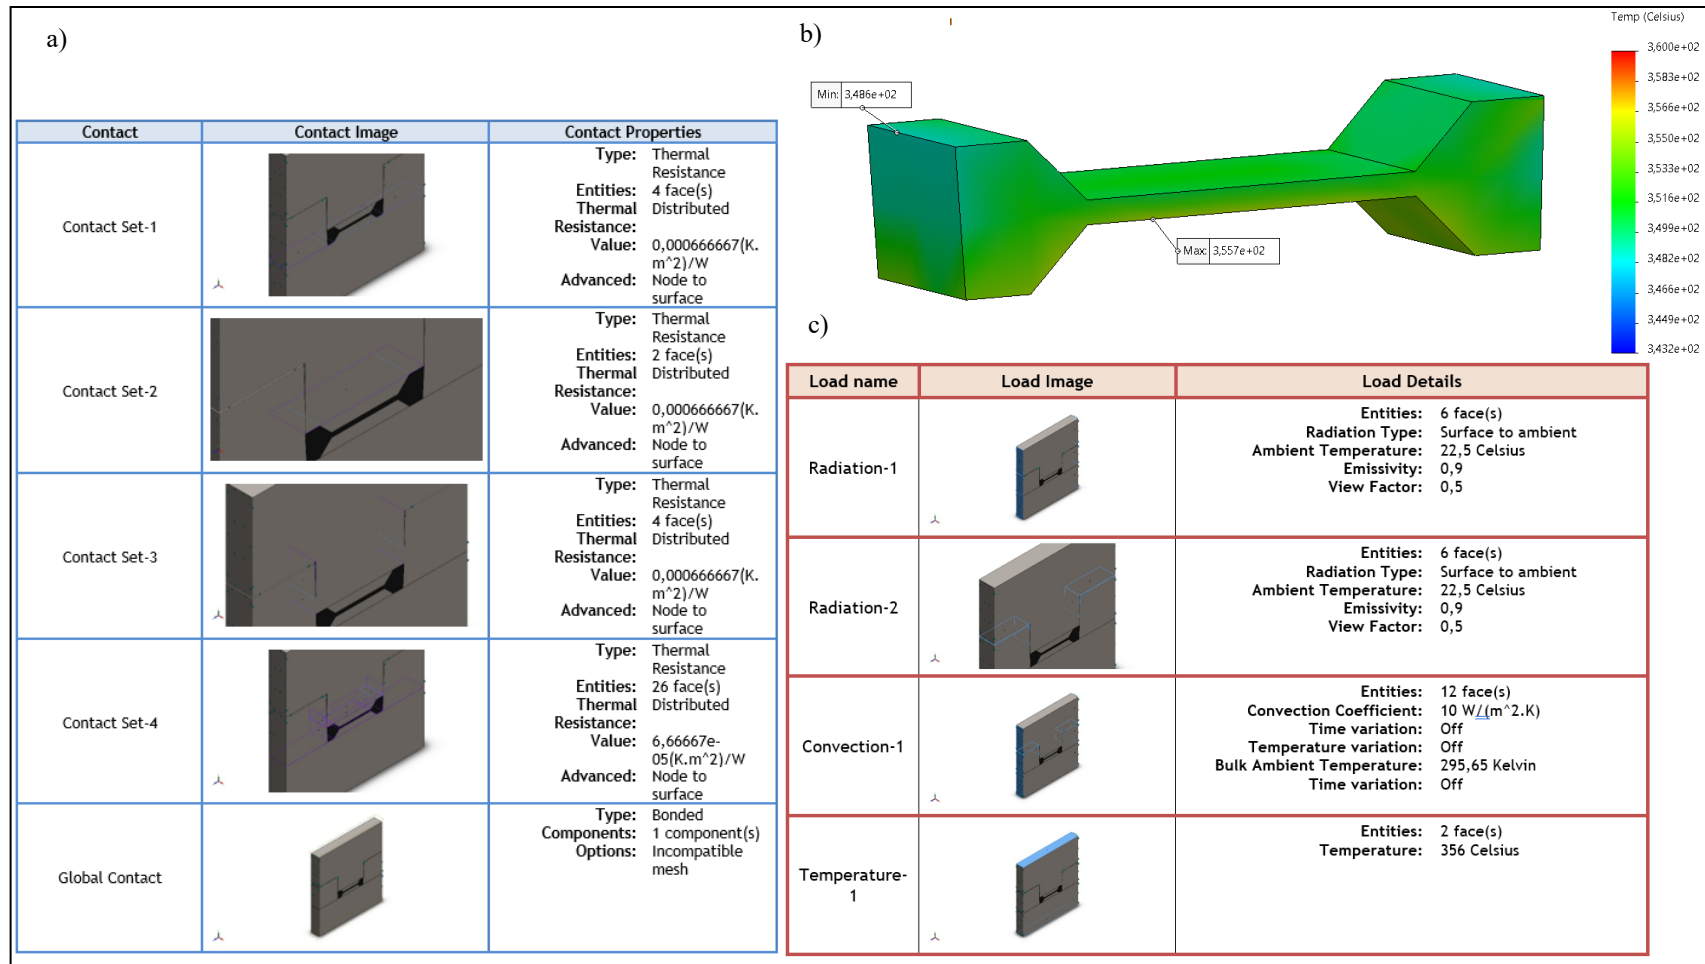 a)
Contact Contact Image Contact Properties
Contact Set-1
Type: Thermal
Resistance
Entities: 4 face(s)
Thermal Distributed
Resistance:
Value: 0,000666667(K.
m^2)/W
Advanced: Node to
surface
Contact Set-2
Type: Thermal
Resistance
Entities: 2 face(s)
Thermal Distributed
Resistance:
Value: 0,000666667(K.
m^2)/W
Advanced: Node to
surface
Contact Set-3
Type: Thermal
Resistance
Entities: 4 face(s)
Thermal Distributed
Resistance:
Value: 0,000666667(K.
m^2)/W
Advanced: Node to
surface
Contact Set-4
Type: Thermal
Resistance
Entities: 26 face(s)
Thermal Distributed
Resistance:
Value: 6,66667e-
05(K.m^2)/W
Advanced: Node to
surface
Global Contact
Type: Bonded
Components: 1 component(s)
Options: Incompatible
mesh
b)
Min: 3,486e+02
Max: 3,557e+02
Temp (Celsius)
3,600e+02
3,583e+02
3,566e+02
3,550e+02
3,533e+02
3,516e+02
3,499e+02
3,482e+02
3,466e+02
3,449e+02
3,432e+02
c)
Load name Load Image Load Details
Radiation-1
Entities: 6 face(s)
Radiation Type: Surface to ambient
Ambient Temperature: 22,5 Celsius
Emissivity: 0,9
View Factor: 0,5
Radiation-2
Entities: 6 face(s)
Radiation Type: Surface to ambient
Ambient Temperature: 22,5 Celsius
Emissivity: 0,9
View Factor: 0,5
Convection-1
Entities: 12 face(s)
Convection Coefficient: 10 W/(m^2.K)
Time variation: Off
Temperature variation: Off
Bulk Ambient Temperature: 295,65 Kelvin
Time variation: Off
Temperature-
1
Entities: 2 face(s)
Temperature: 356 Celsius